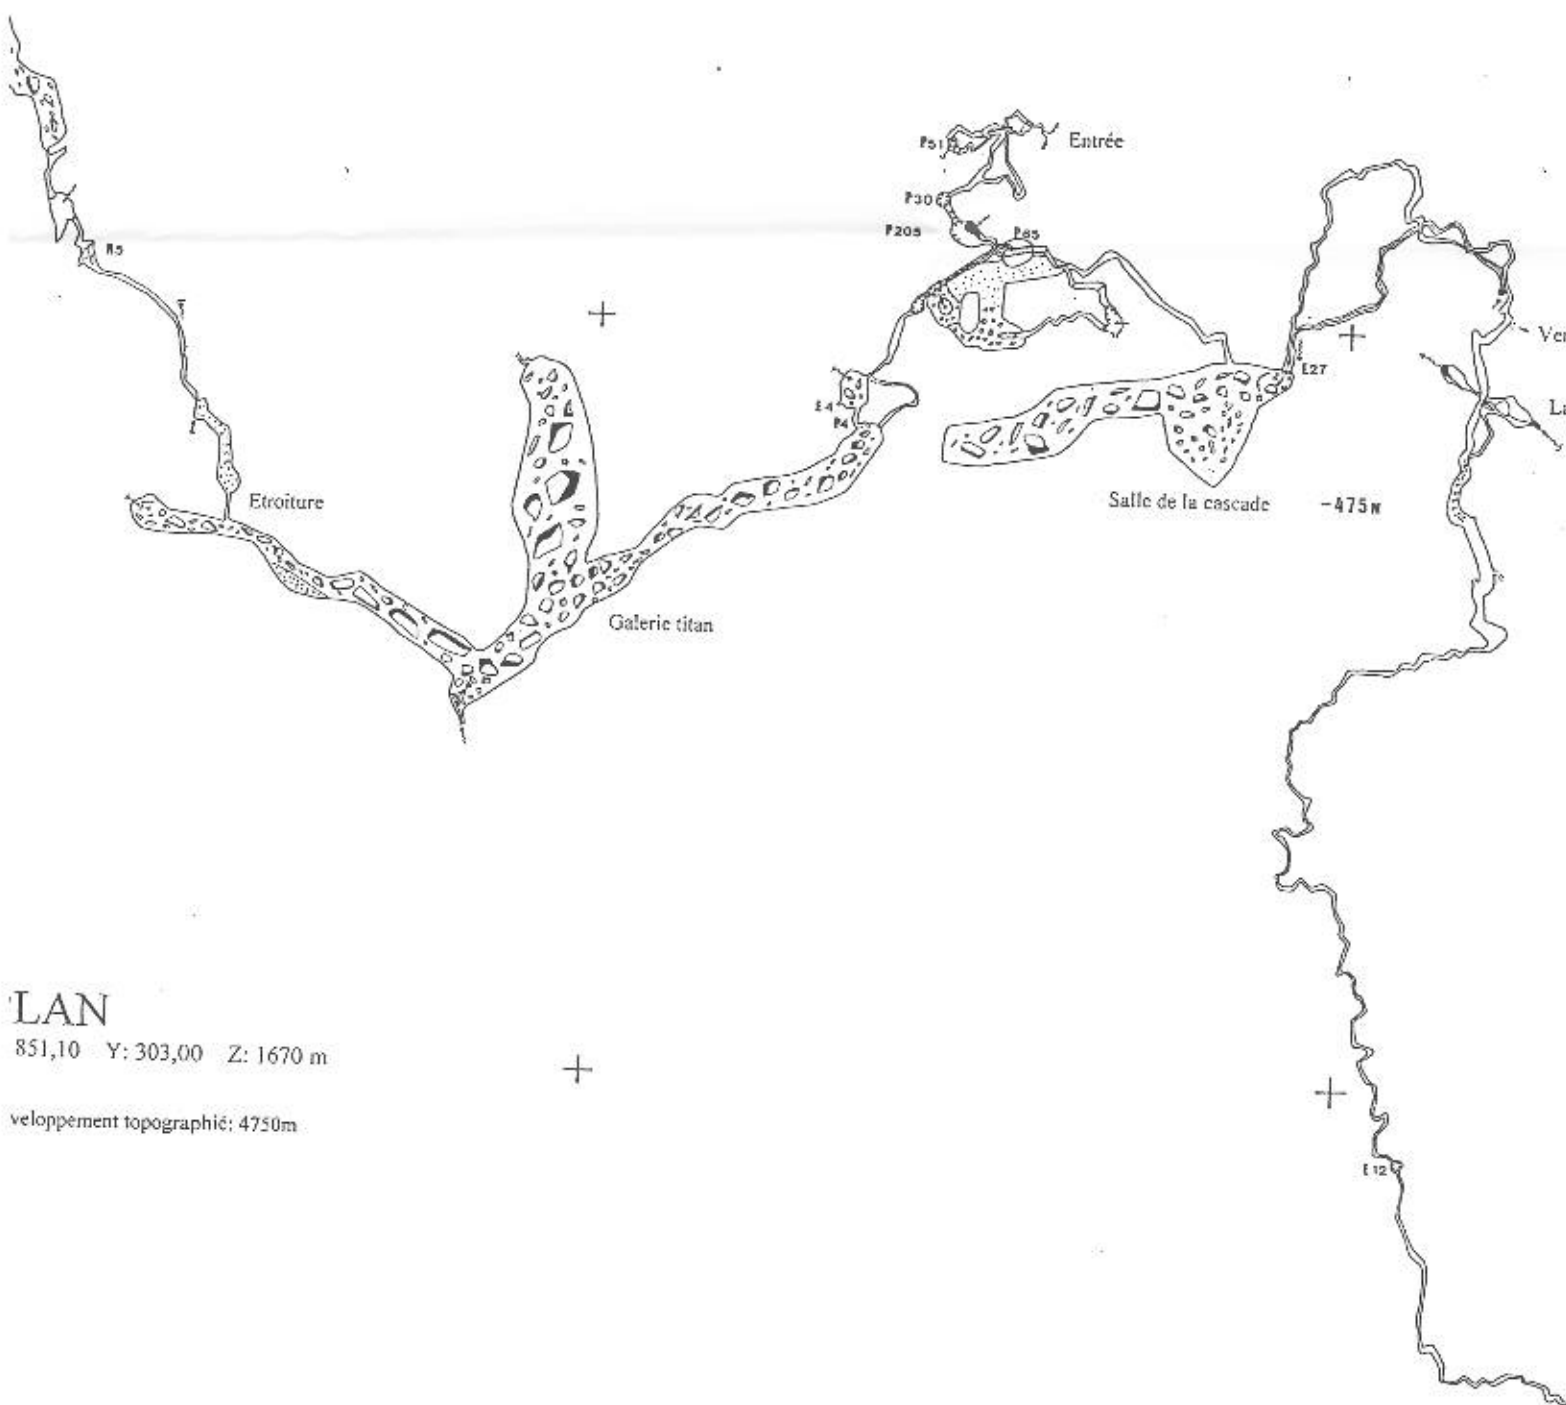 Entrée
P51
P30
P205
P65
R5
E27
E4
P4
Etroiture
Salle de la cascade -475m
Galerie titan
LAN
851,10 Y: 303,00 Z: 1670 m
veloppement topographié: 4750m
E12